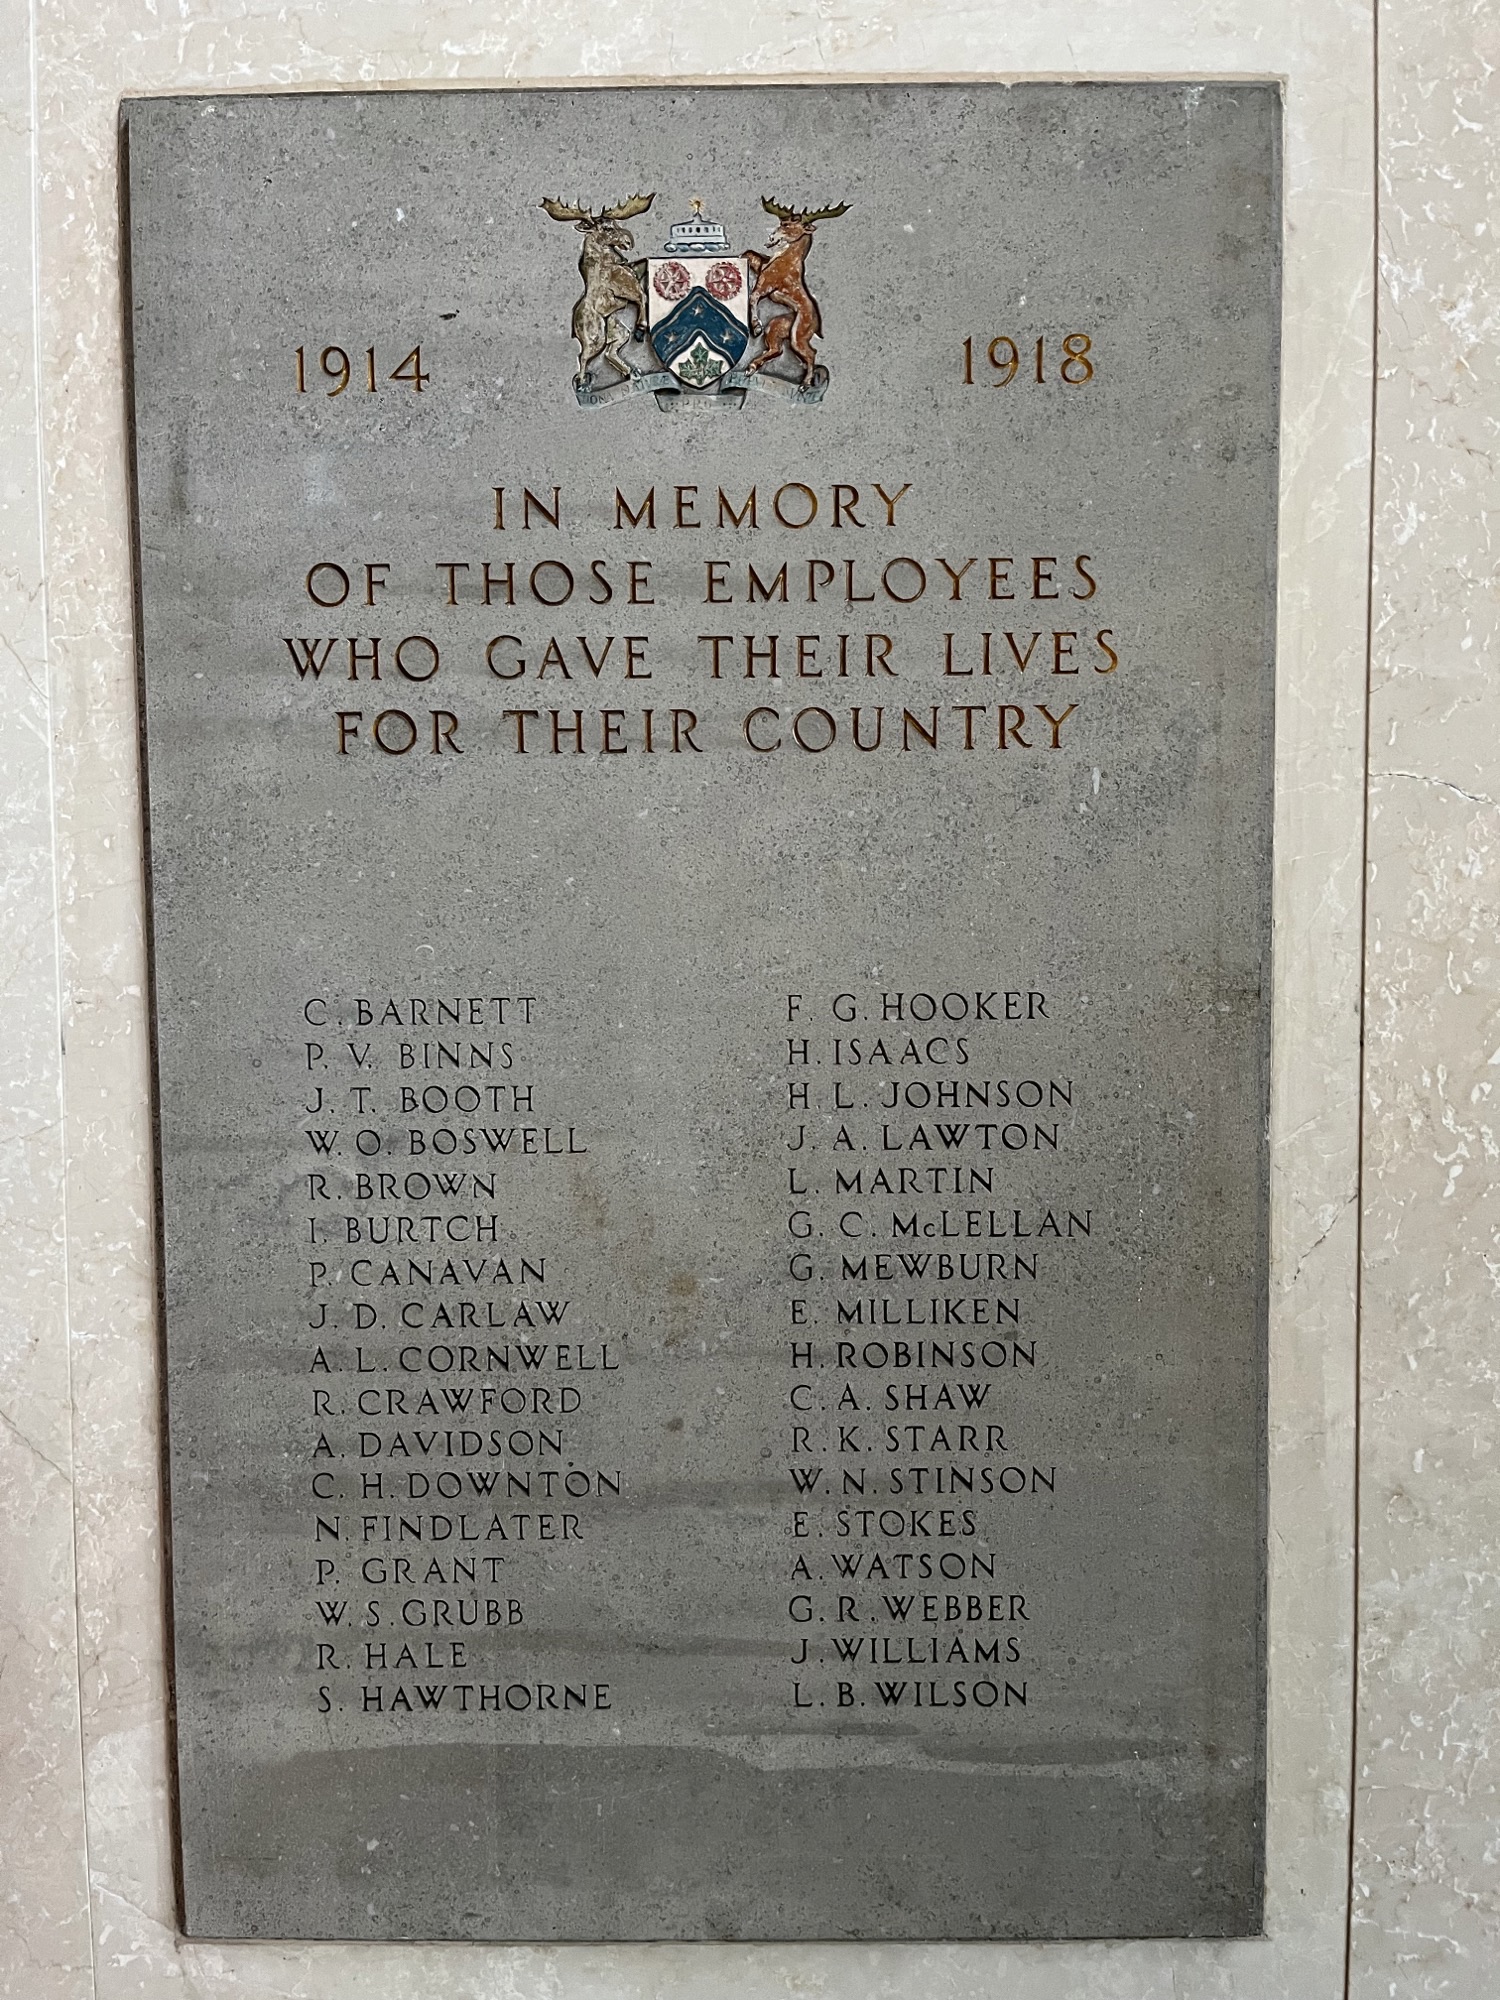 1914
1918
IN MEMORY
OF THOSE EMPLOYEES
WHO GAVE THEIR LIVES
FOR THEIR COUNTRY
C. BARNETT
P. V. BINNS
J. T. BOOTH
W. O. BOSWELL
R. BROWN
I. BURTCH
P. CANAVAN
J. D. CARLAW
A. L. CORNWELL
R. CRAWFORD
A. DAVIDSON
C. H. DOWNTON
N. FINDLATER
P. GRANT
W. S. GRUBB
R. HALE
S. HAWTHORNE
F. G. HOOKER
H. ISAACS
H. L. JOHNSON
J. A. LAWTON
L. MARTIN
G. C. McLELLAN
G. MEWBURN
E. MILLIKEN
H. ROBINSON
C. A. SHAW
R. K. STARR
W. N. STINSON
E. STOKES
A. WATSON
G. R. WEBBER
J. WILLIAMS
L. B. WILSON